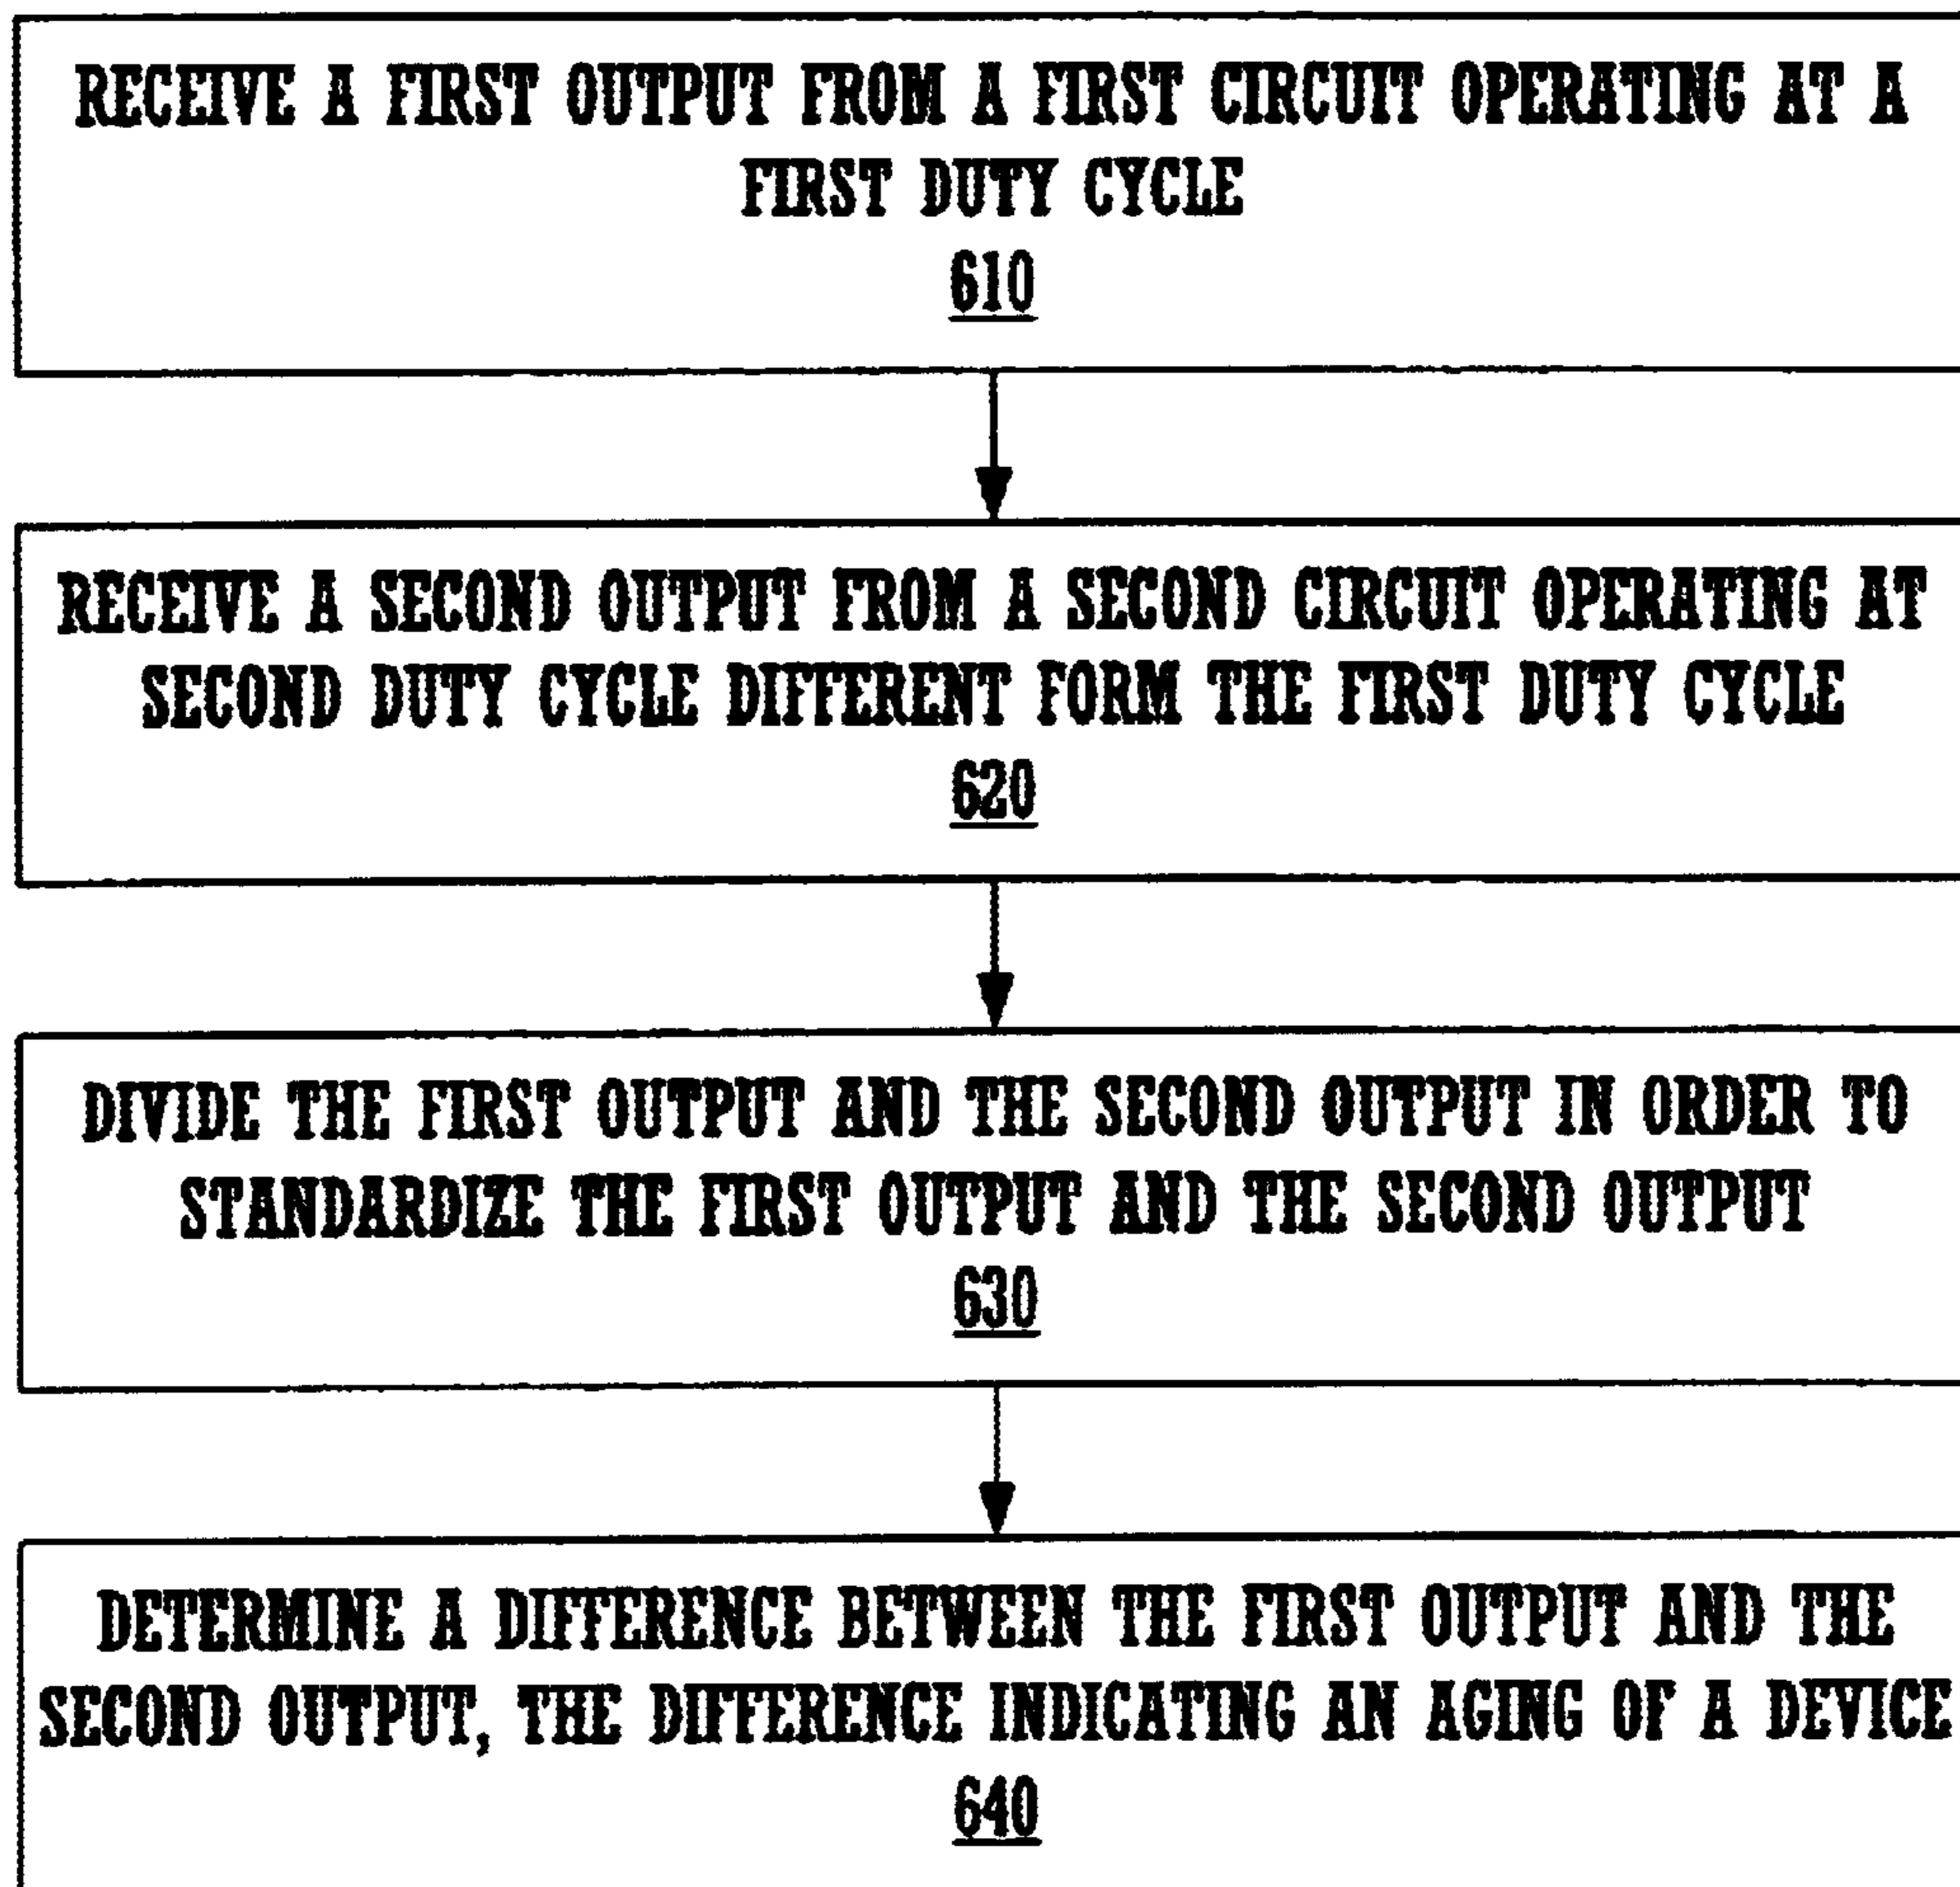 RECEIVE A FIRST OUTPUT FROM A FIRST CIRCUIT OPERATING AT A
FIRST DUTY CYCLE
610
RECEIVE A SECOND OUTPUT FROM A SECOND CIRCUIT OPERATING AT
SECOND DUTY CYCLE DIFFERENT FORM THE FIRST DUTY CYCLE
620
DIVIDE THE FIRST OUTPUT AND THE SECOND OUTPUT IN ORDER TO
STANDARDIZE THE FIRST OUTPUT AND THE SECOND OUTPUT
630
DETERMINE A DIFFERENCE BETWEEN THE FIRST OUTPUT AND THE
SECOND OUTPUT, THE DIFFERENCE INDICATING AN AGING OF A DEVICE
640